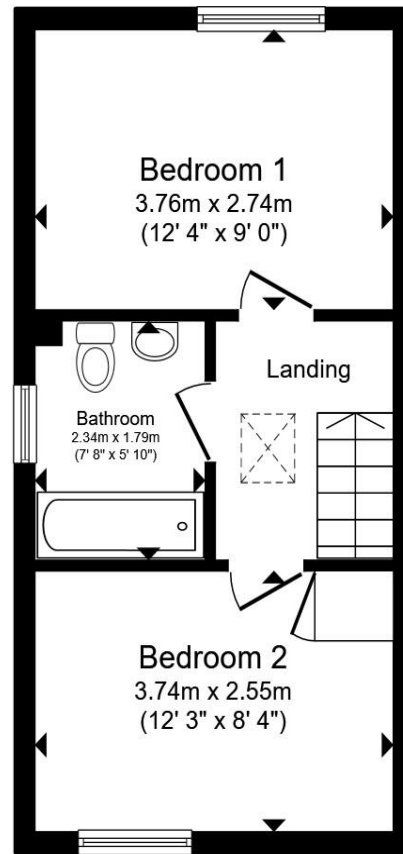 Bedroom 1
3.76m x 2.74m
(12' 4" x 9' 0")
Landing
Bathroom
2.34m x 1.79m
(7' 8" x 5' 10")
Bedroom 2
3.74m x 2.55m
(12' 3" x 8' 4")